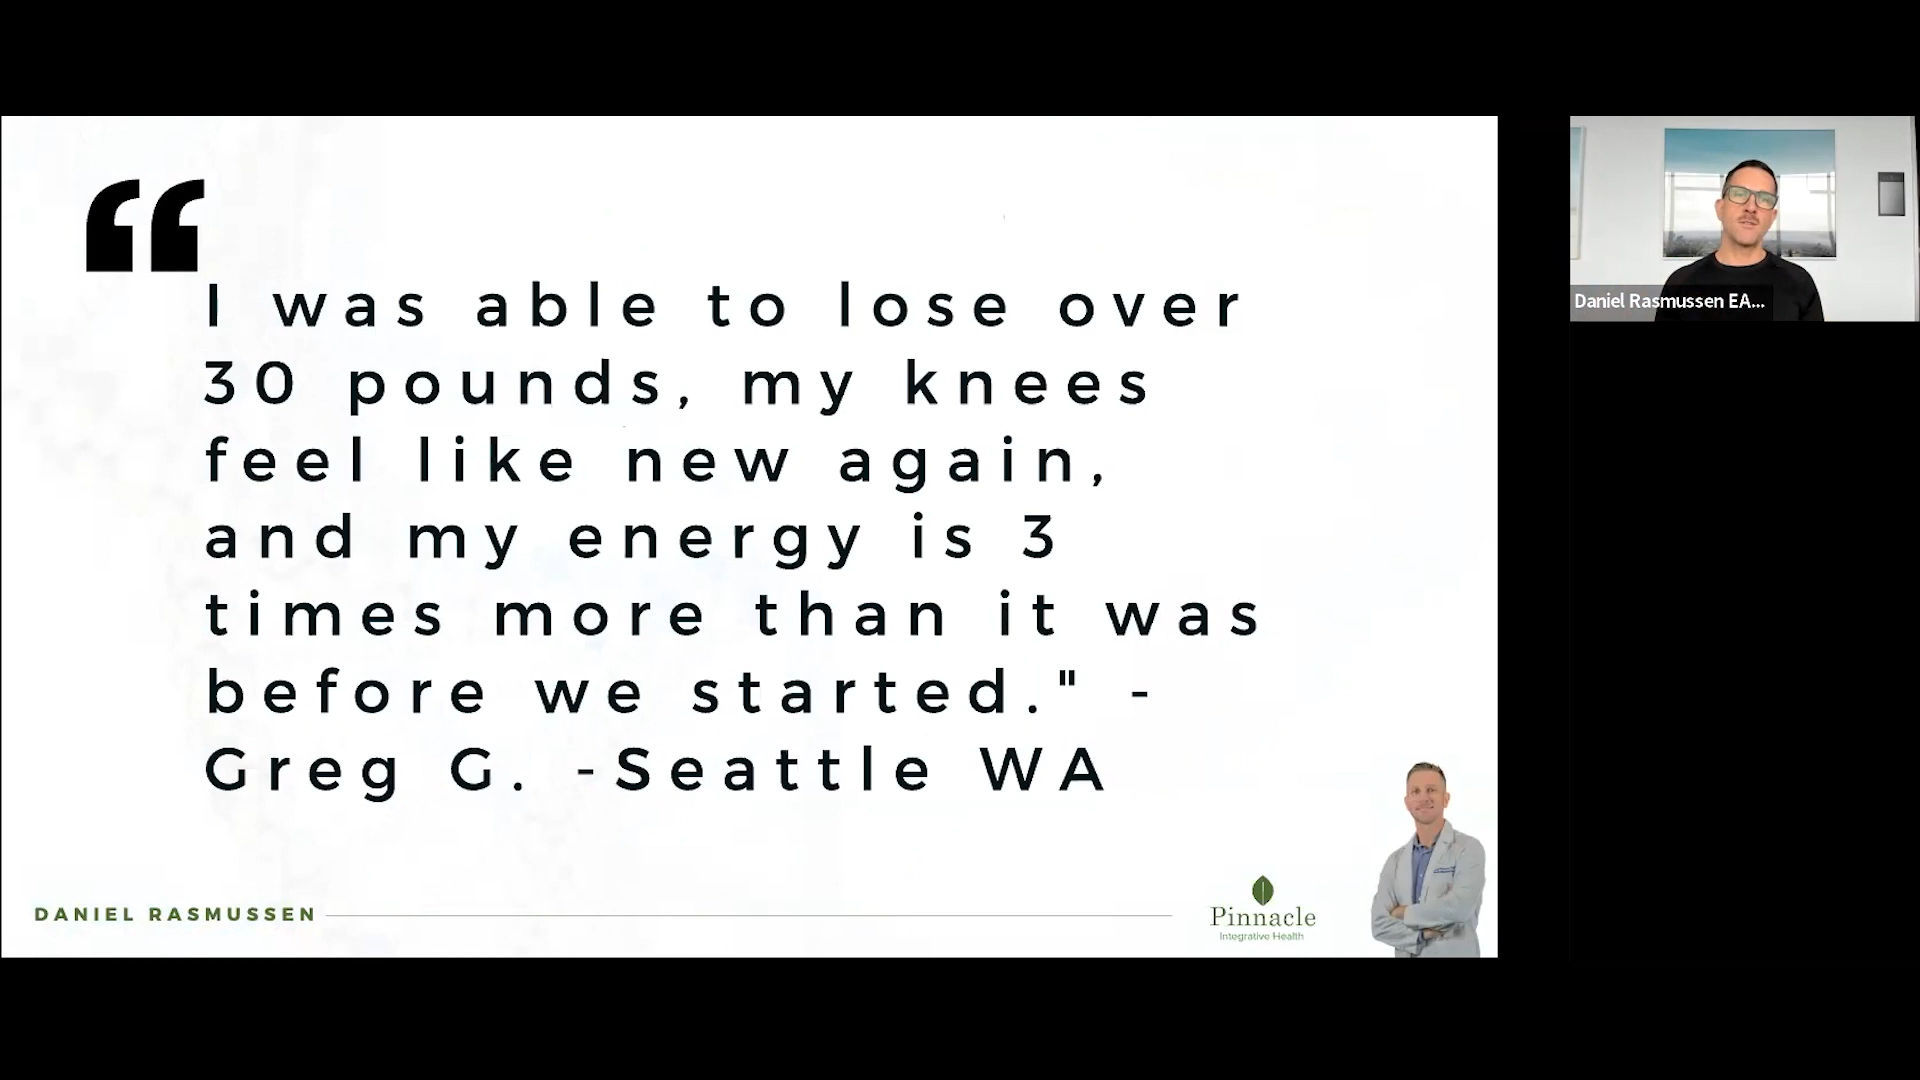 I was able to lose over
30 pounds, my knees
feel like new again,
and my energy is 3
times more than it was
before we started." -
Greg G. -Seattle WA
DANIEL RASMUSSEN
Pinnacle
Integrative Health
Daniel Rasmussen EA...